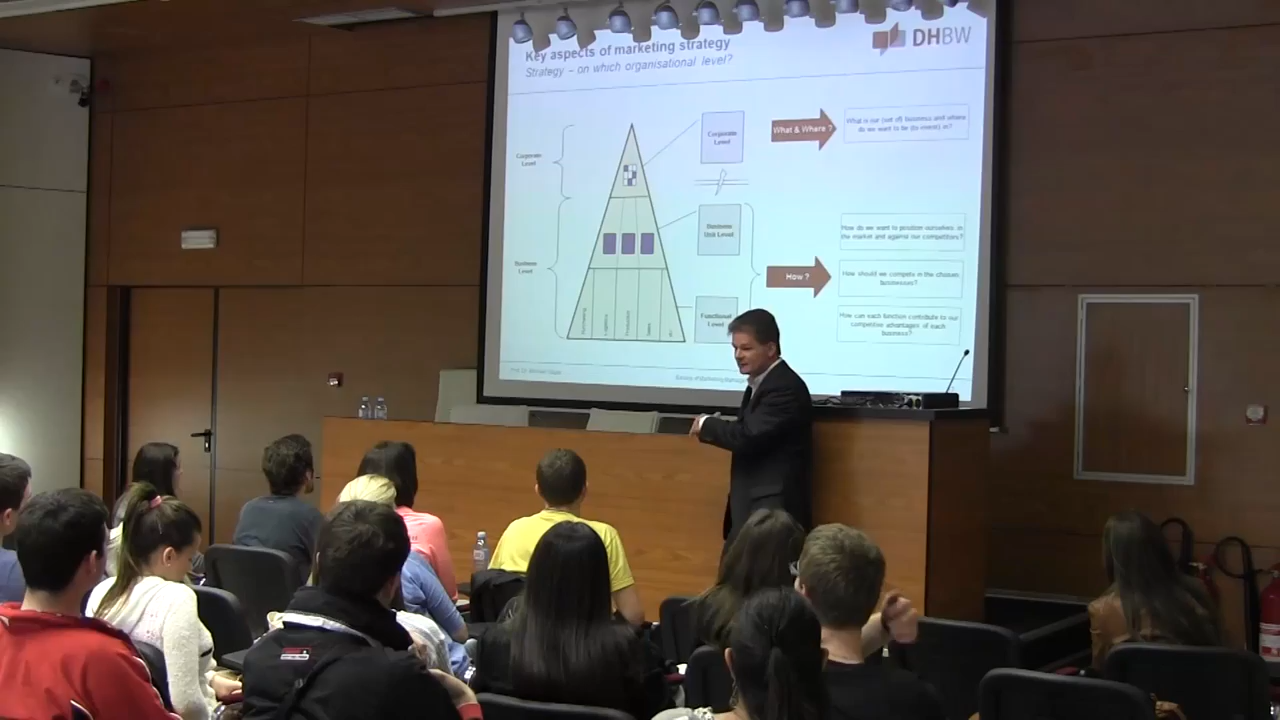 Key aspects of marketing strategy
Strategy – on which organisational level?
DHBW
Corporate
Level
Corporate
Level
What & Where ?
What is our (set of) business and where
do we want to be (to invest) in?
Business
Unit Level
How do we want to position ourselves in
the market and against our competitors?
Business
Level
How ?
How should we compete in the chosen
businesses?
Functional
Level
How can each function contribute to our
competitive advantages of each
business?
Logistics
Production
Sales